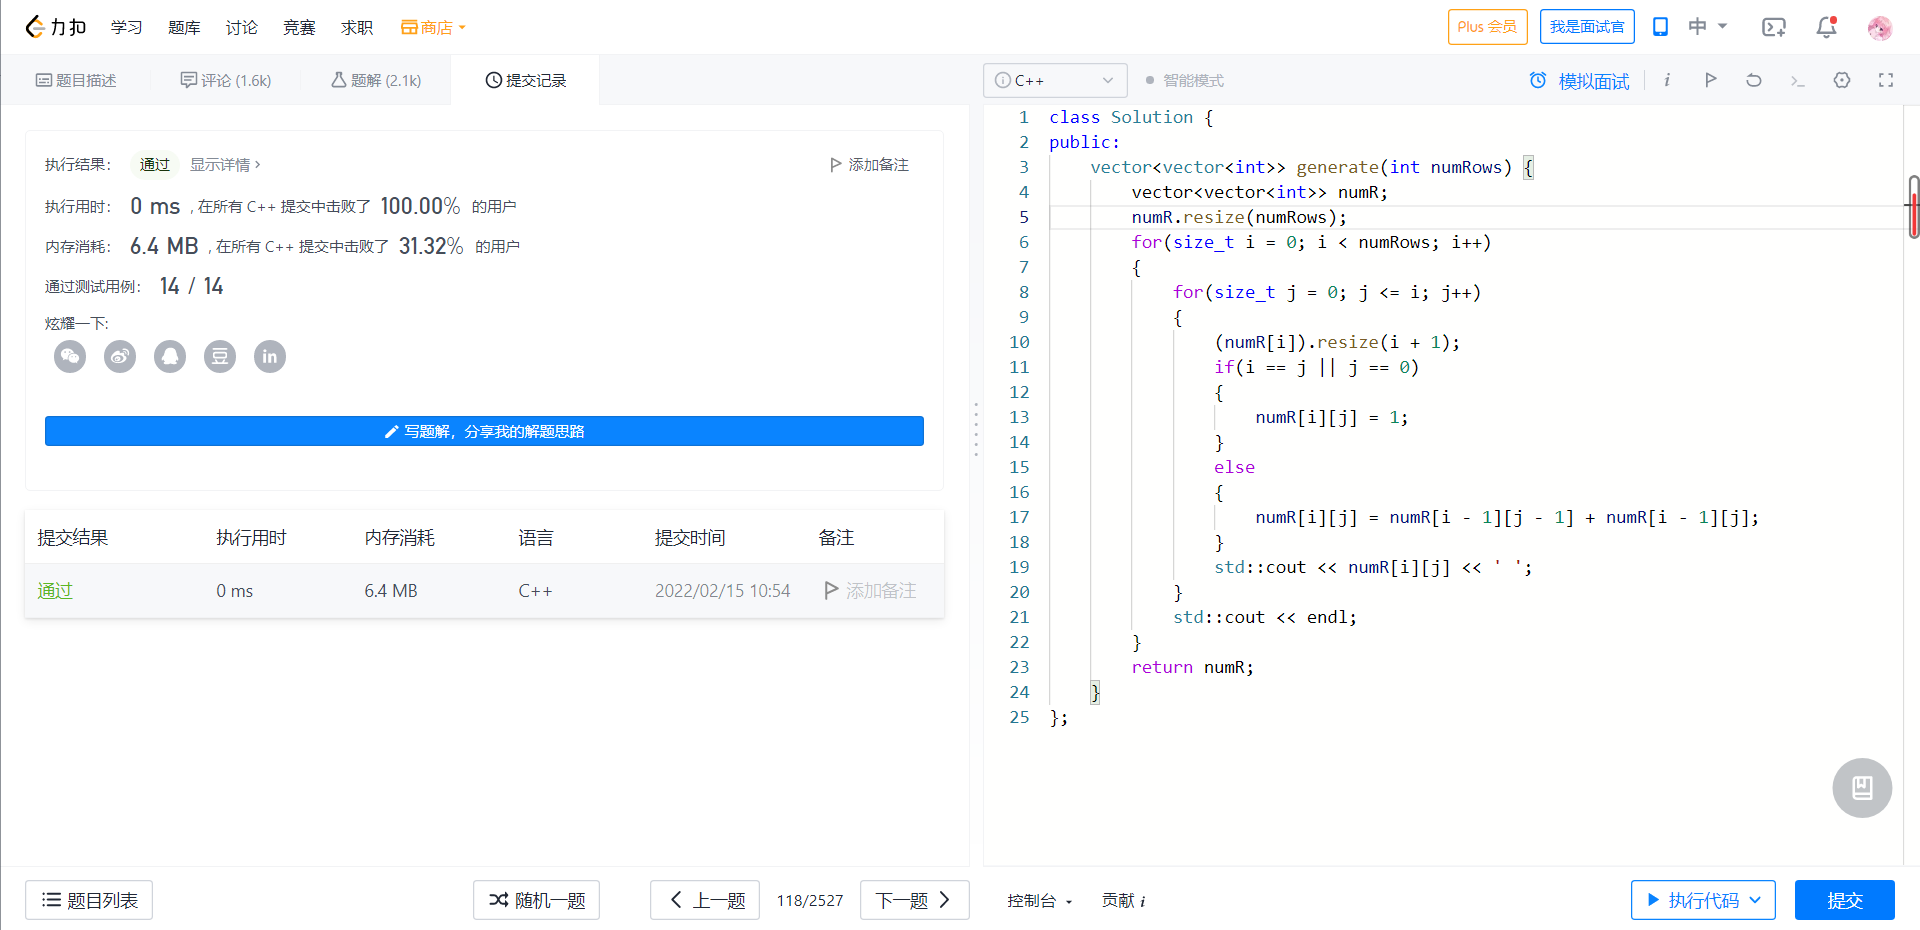 力扣 学习 题库 讨论 竞赛 求职 商店 Plus 会员 我是面试官 中
题目描述 评论 (1.6k) 题解 (2.1k) 提交记录
执行结果： 通过 显示详情 › 添加备注
执行用时： 0 ms , 在所有 C++ 提交中击败了 100.00% 的用户
内存消耗： 6.4 MB , 在所有 C++ 提交中击败了 31.32% 的用户
通过测试用例： 14 / 14
炫耀一下:
豆 in
写题解，分享我的解题思路
提交结果 执行用时 内存消耗 语言 提交时间 备注
通过 0 ms 6.4 MB C++ 2022/02/15 10:54 添加备注
题目列表 随机一题 上一题 118/2527 下一题
C++ 智能模式 模拟面试 i
1 class Solution {
2 public:
3     vector<vector<int>> generate(int numRows) {
4         vector<vector<int>> numR;
5         numR.resize(numRows);
6         for(size_t i = 0; i < numRows; i++)
7         {
8             for(size_t j = 0; j <= i; j++)
9             {
10                 (numR[i]).resize(i + 1);
11                 if(i == j || j == 0)
12                 {
13                     numR[i][j] = 1;
14                 }
15                 else
16                 {
17                     numR[i][j] = numR[i - 1][j - 1] + numR[i - 1][j];
18                 }
19                 std::cout << numR[i][j] << ' ';
20             }
21             std::cout << endl;
22         }
23         return numR;
24     }
25 };
控制台 贡献 i 执行代码 提交